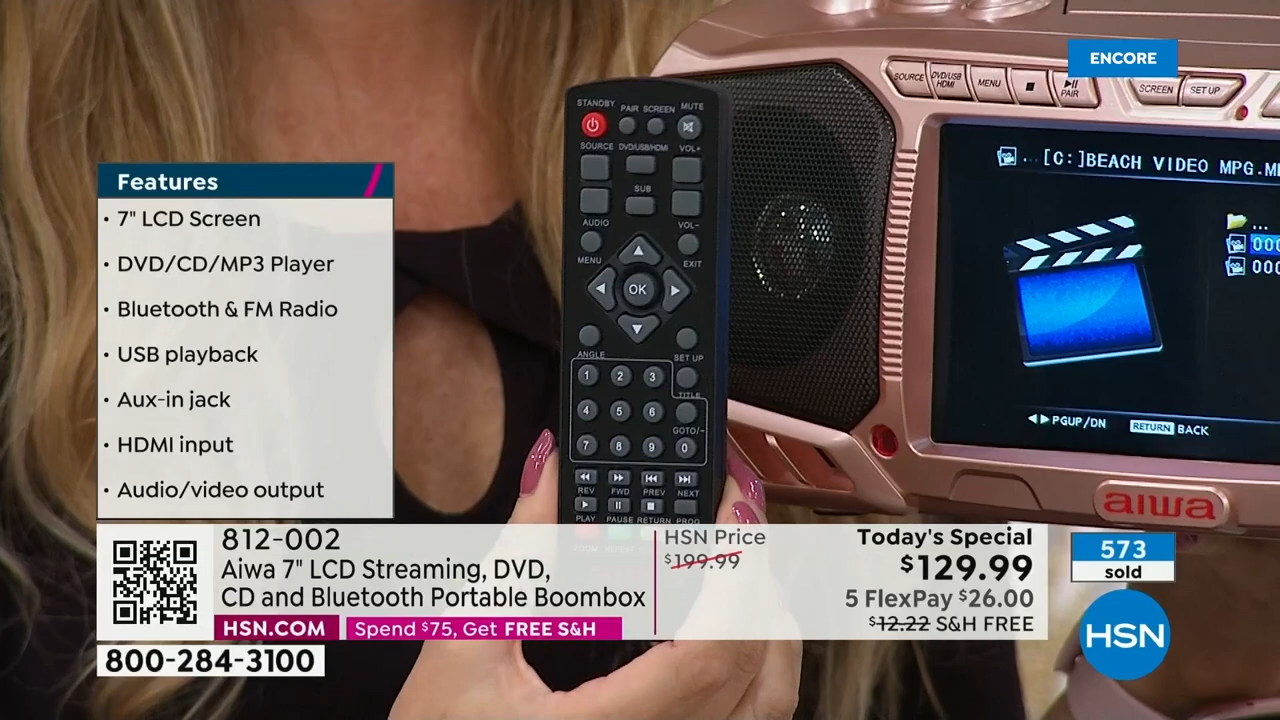 ENCORE
SOURCE DVD/USB/HDMI MENU PAIR SCREEN SET UP
STANDBY PAIR SCREEN MUTE
SOURCE DVD/USB/HDMI VOL+
SUB
AUDIO VOL-
MENU EXIT
OK
ANGLE SET UP
1 2 3
TITLE
4 5 6
GOTO/-
7 8 9 0
REV FWD PREV NEXT
PLAY PAUSE RETURN PROG
... [C:]BEACH VIDEO MPG.M
...
000
000
PGUP/DN RETURN BACK
aiwa
Features
· 7" LCD Screen
· DVD/CD/MP3 Player
· Bluetooth & FM Radio
· USB playback
· Aux-in jack
· HDMI input
· Audio/video output
812-002
Aiwa 7" LCD Streaming, DVD,
CD and Bluetooth Portable Boombox
HSN.COM Spend $75, Get FREE S&H
800-284-3100
HSN Price
$199.99
Today's Special
$129.99
5 FlexPay $26.00
$12.22 S&H FREE
573
sold
HSN